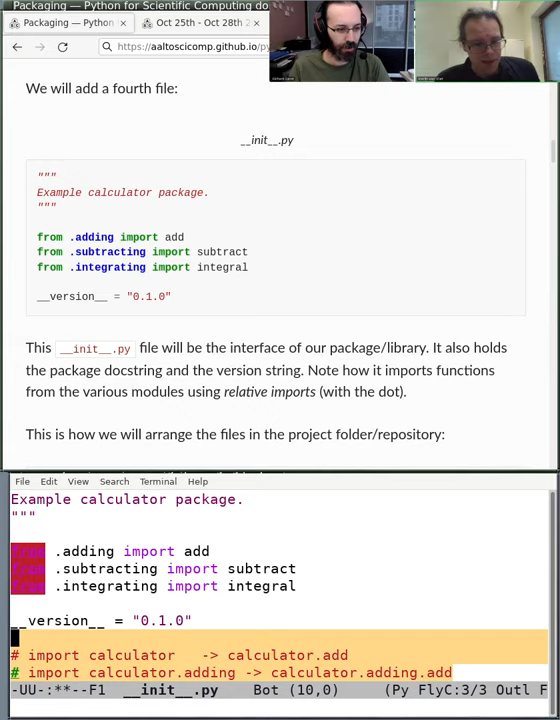 Packaging — Python for Scientific Computing do
Packaging — Python
Oct 25th - Oct 28th 2
https://aaltoscicomp.github.io/py
We will add a fourth file:
__init__.py
"""
Example calculator package.
"""
from .adding import add
from .subtracting import subtract
from .integrating import integral
__version__ = "0.1.0"
This __init__.py file will be the interface of our package/library. It also holds
the package docstring and the version string. Note how it imports functions
from the various modules using relative imports (with the dot).
This is how we will arrange the files in the project folder/repository:
File Edit View Search Terminal Help
Example calculator package.
"""
from .adding import add
from .subtracting import subtract
from .integrating import integral
__version__ = "0.1.0"
# import calculator   -> calculator.add
# import calculator.adding -> calculator.adding.add
-UU-:**--F1  __init__.py    Bot (10,0)    (Py FlyC:3/3 Outl F